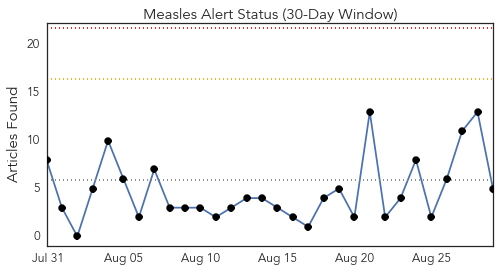 Measles Alert Status (30-Day Window)
Articles Found
20
15
10
5
0
Jul 31 Aug 05 Aug 10 Aug 15 Aug 20 Aug 25